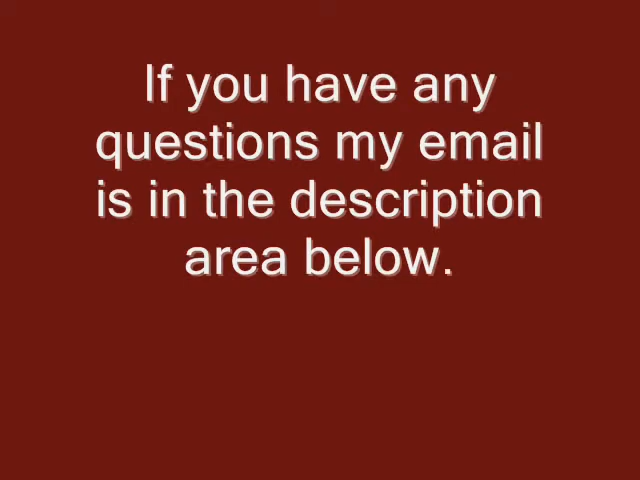 If you have any
questions my email
is in the description
area below.